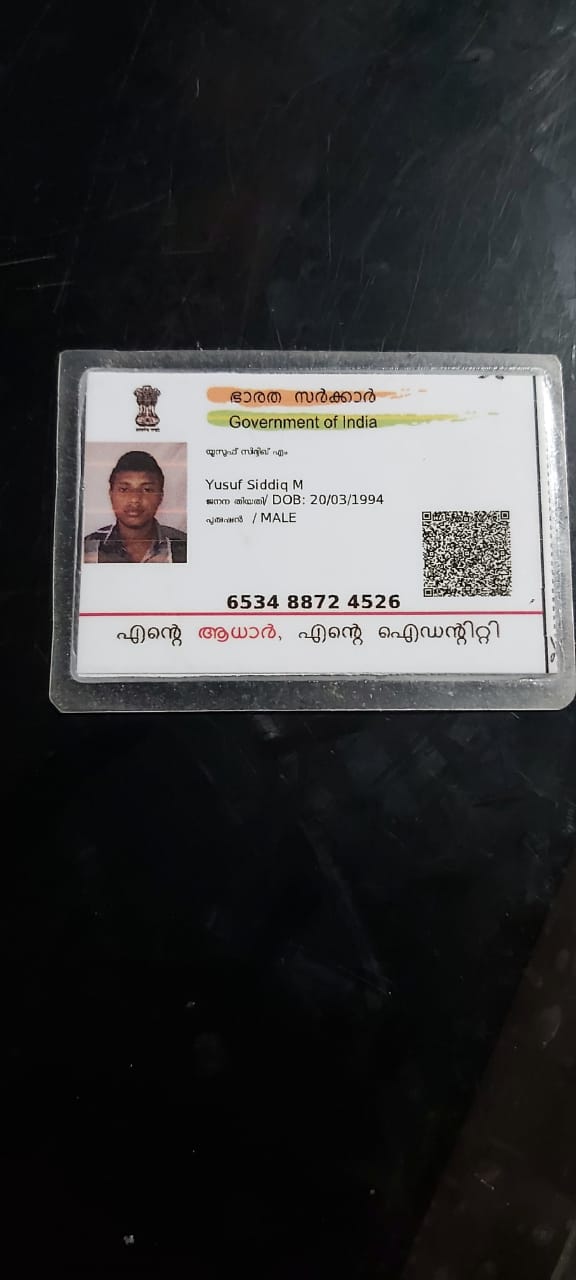 ഭാരത സർക്കാർ
Government of India
യൂസുഫ് സിദ്ദിഖ് എം
Yusuf Siddiq M
ജനന തിയതി/ DOB: 20/03/1994
പുരുഷൻ / MALE
6534 8872 4526
എന്റെ ആധാർ, എന്റെ ഐഡന്റിറ്റി